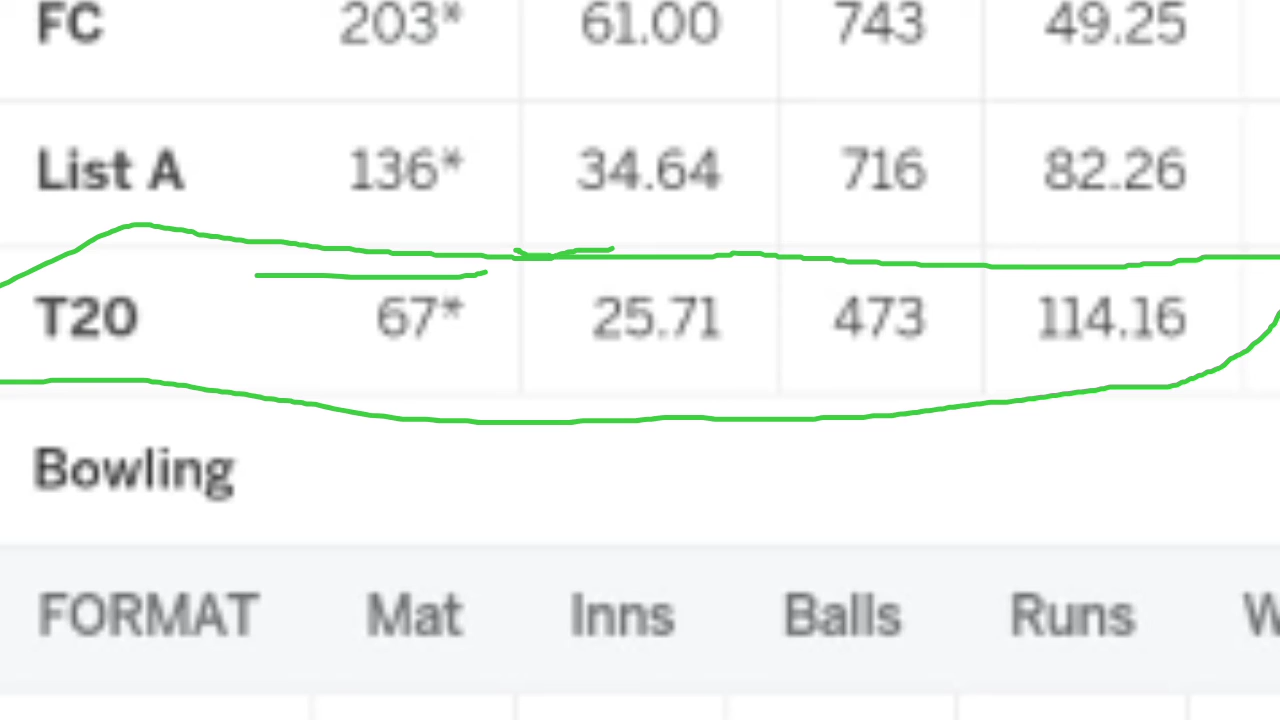 FC 203* 61.00 743 49.25
List A 136* 34.64 716 82.26
T20 67* 25.71 473 114.16
Bowling
FORMAT Mat Inns Balls Runs